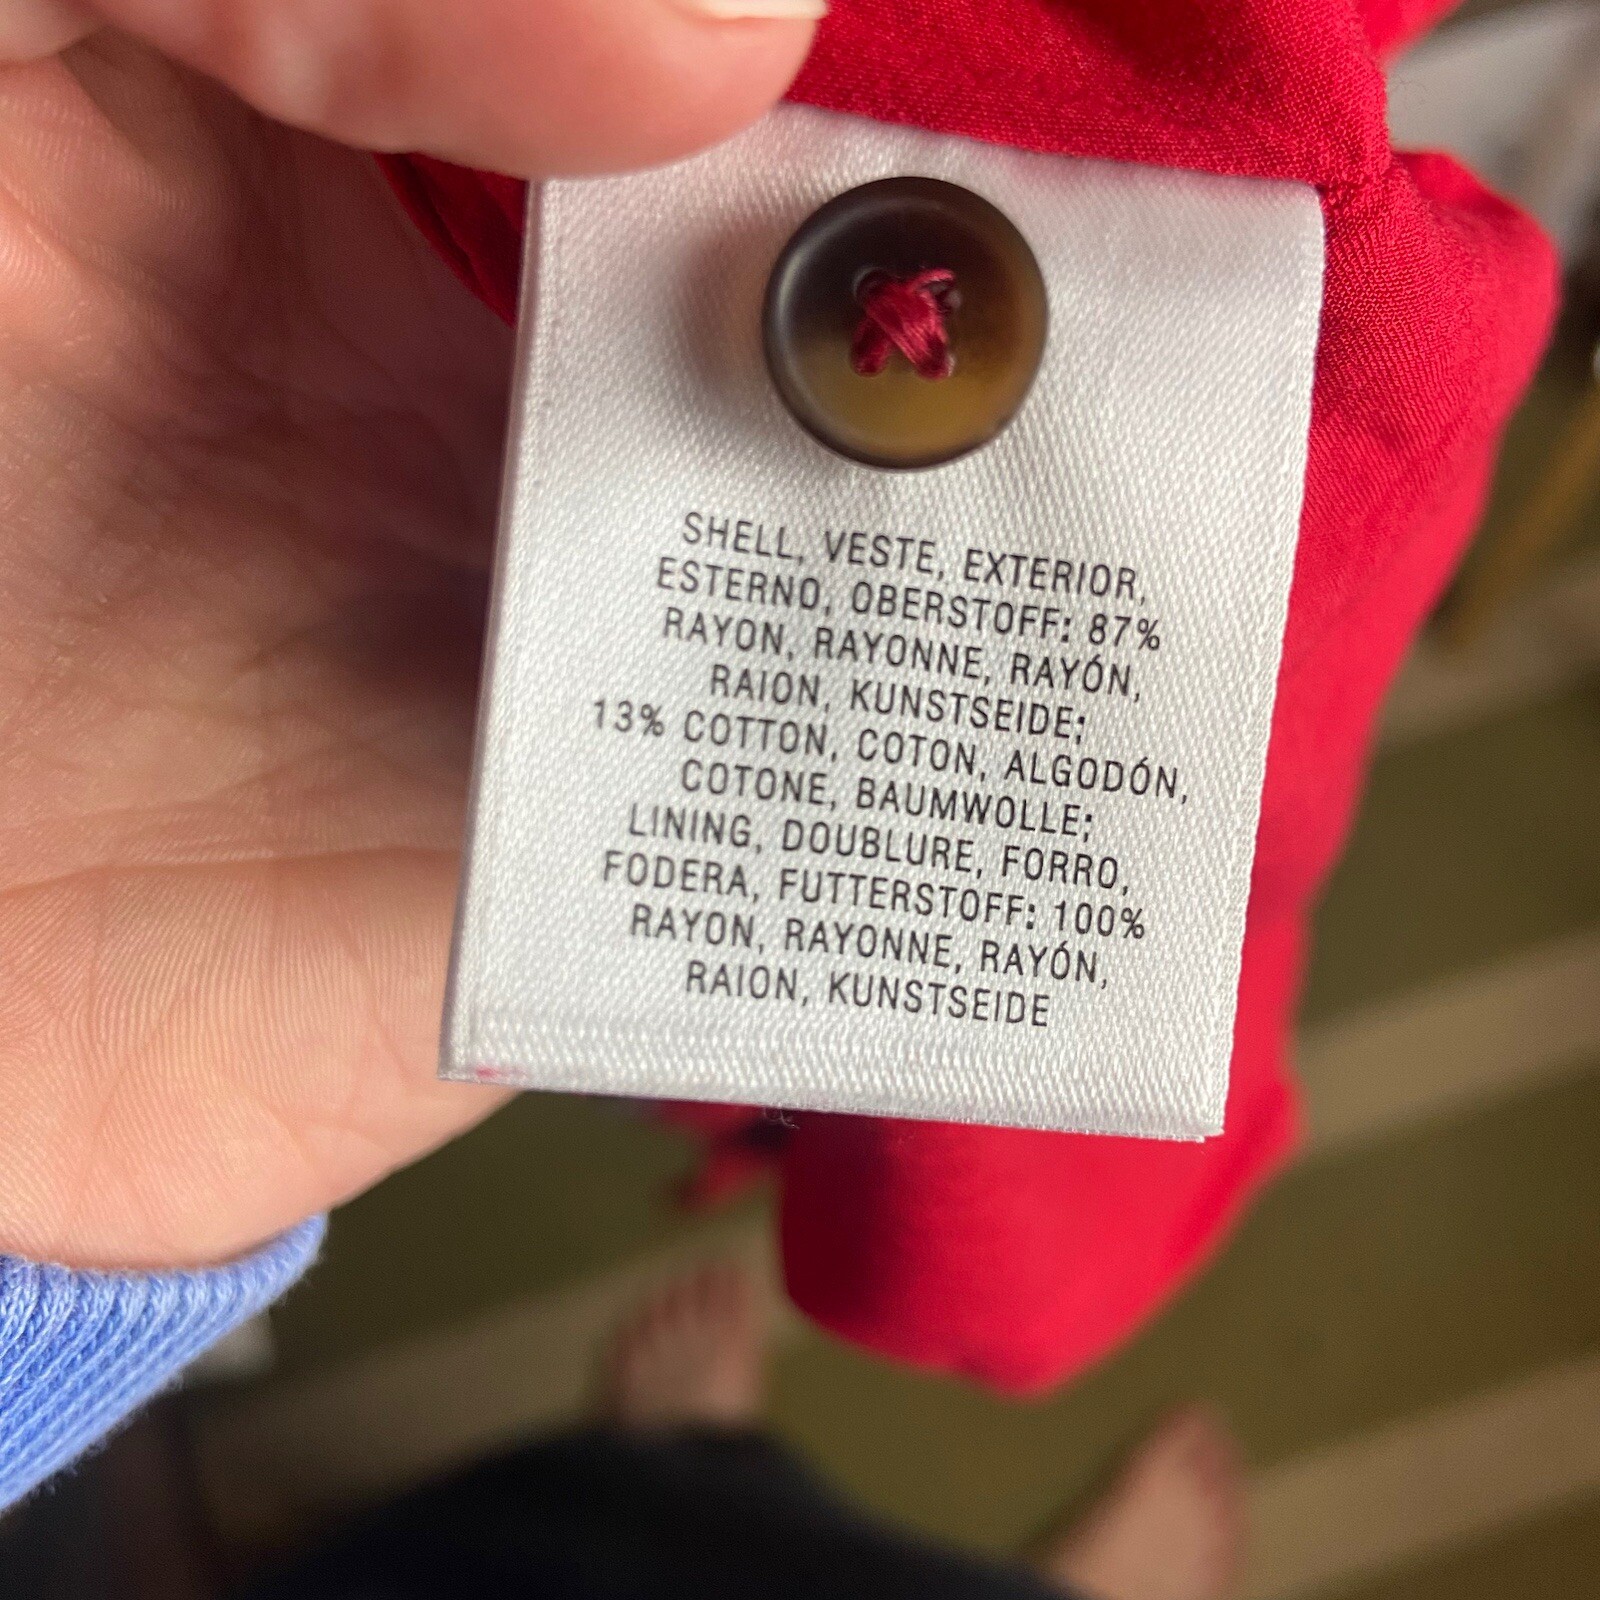 SHELL, VESTE, EXTERIOR,
ESTERNO, OBERSTOFF: 87%
RAYON, RAYONNE, RAYÓN,
RAION, KUNSTSEIDE;
13% COTTON, COTON, ALGODÓN,
COTONE, BAUMWOLLE;
LINING, DOUBLURE, FORRO,
FODERA, FUTTERSTOFF: 100%
RAYON, RAYONNE, RAYÓN,
RAION, KUNSTSEIDE